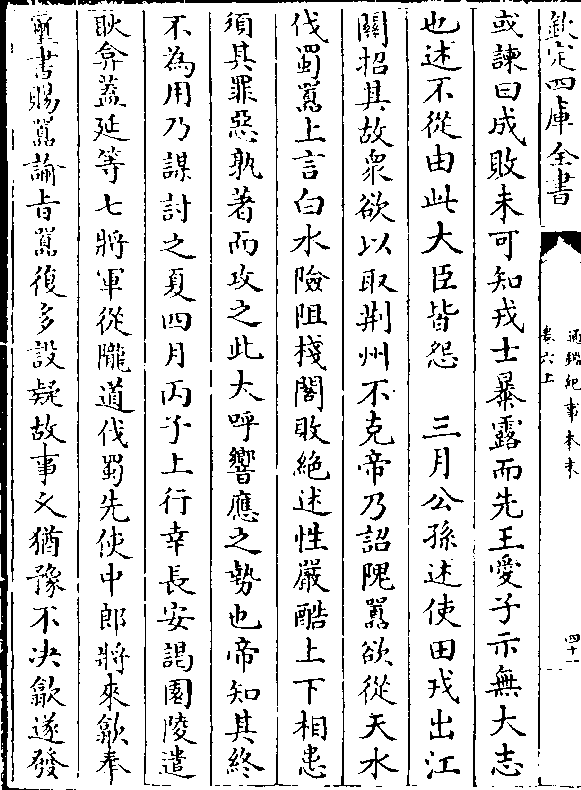 欽定四庫全書
通鑑紀事本末
卷六上
四十一
或諫曰成敗未可知戎士暴露而先王愛子示無大志
也述不從由此大臣皆怨　三月公孫述使田戎出江
關招其故衆欲以取荆州不克帝乃詔隗囂欲從天水
伐蜀囂上言白水險阻棧閣敗絶述性嚴酷上下相患
須其罪惡孰著而攻之此大呼響應之勢也帝知其終
不為用乃謀討之夏四月丙子上行幸長安謁園陵遣
耿弇蓋延等七將軍從隴道伐蜀先使中郎將來歙奉
璽書賜囂諭旨囂復多設疑故事久猶豫不决歙遂發